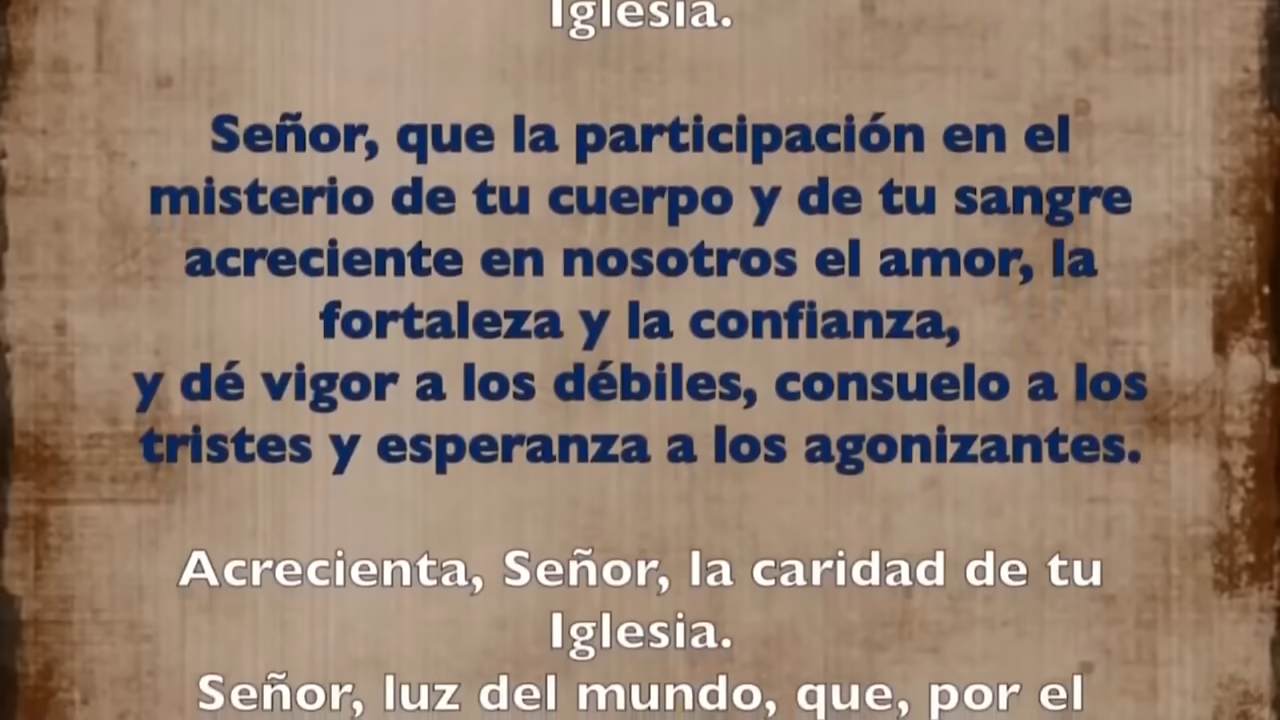 Iglesia.
Señor, que la participación en el
misterio de tu cuerpo y de tu sangre
acreciente en nosotros el amor, la
fortaleza y la confianza,
y dé vigor a los débiles, consuelo a los
tristes y esperanza a los agonizantes.
Acrecienta, Señor, la caridad de tu
Iglesia.
Señor, luz del mundo, que, por el